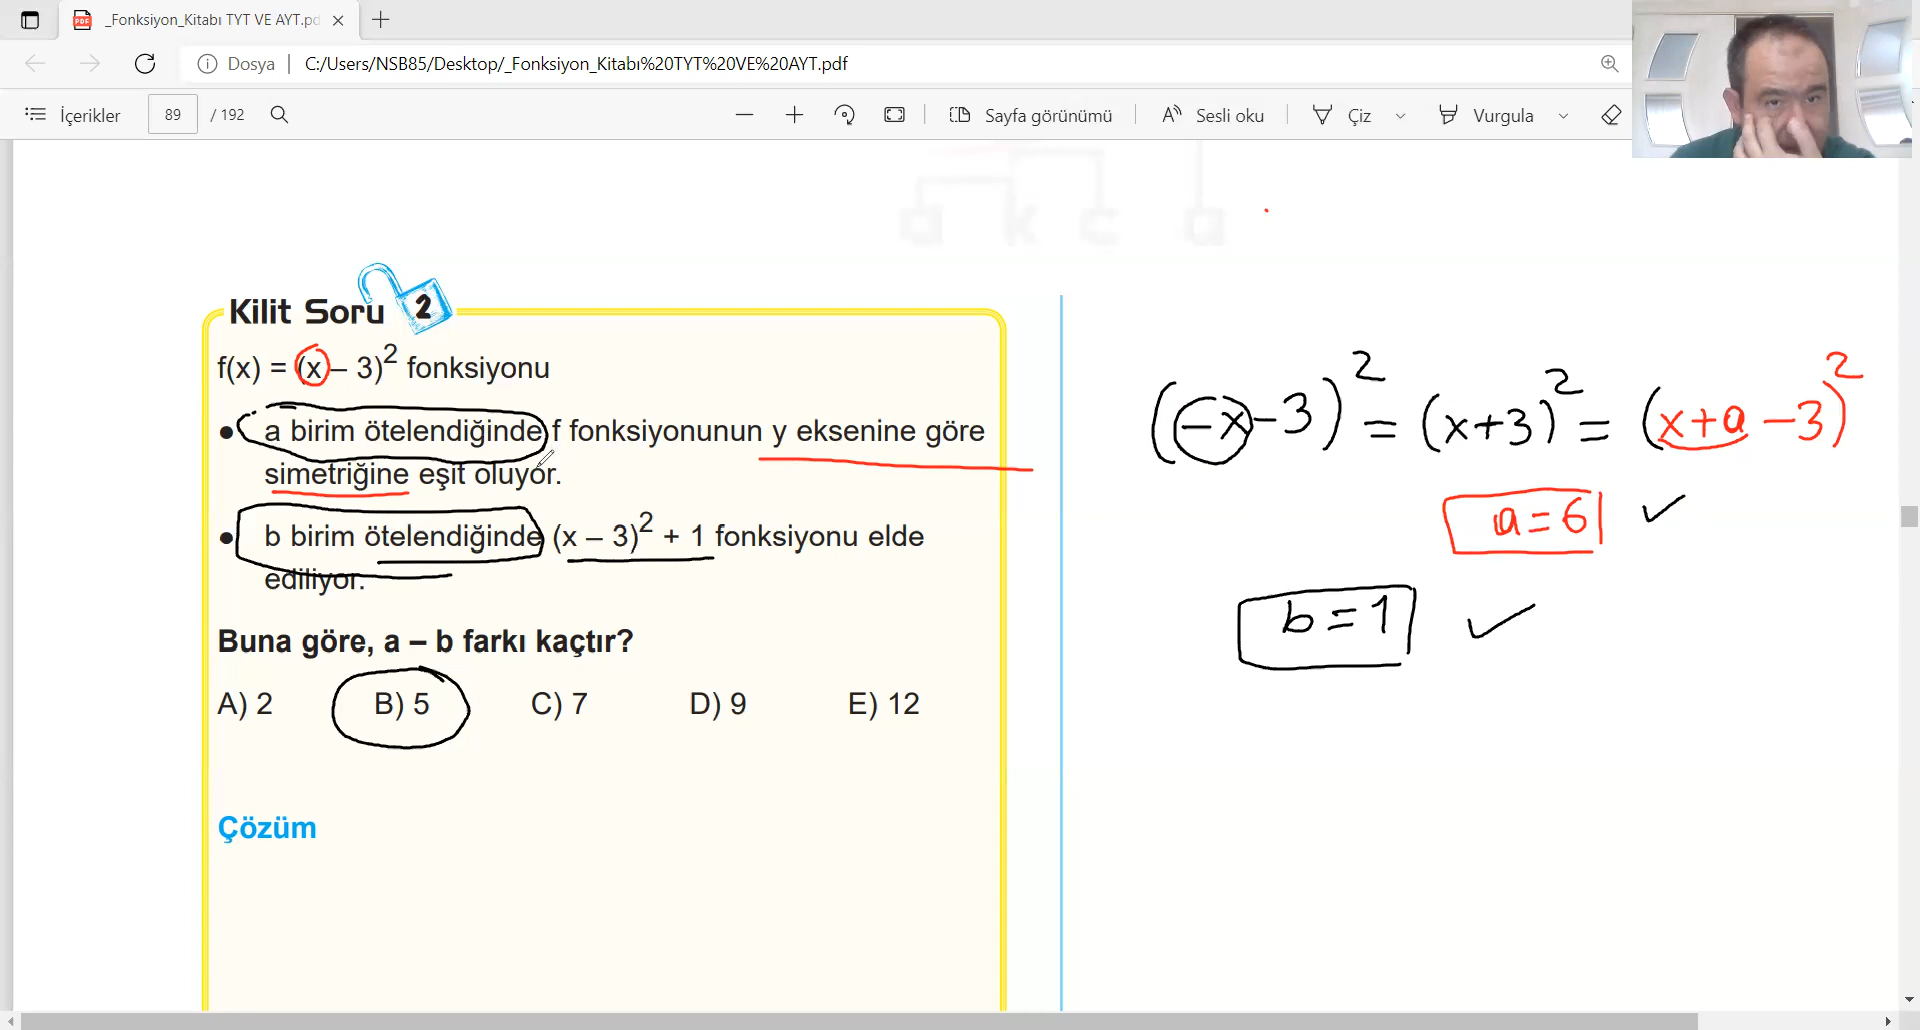 _Fonksiyon_Kitabı TYT VE AYT.pd
Dosya | C:/Users/NSB85/Desktop/_Fonksiyon_Kitabı%20TYT%20VE%20AYT.pdf
İçerikler 89 / 192 Sayfa görünümü Sesli oku Çiz Vurgula
Kilit Soru 2
f(x) = (x – 3)² fonksiyonu
● a birim ötelendiğinde f fonksiyonunun y eksenine göre
simetriğine eşit oluyor.
● b birim ötelendiğinde (x – 3)² + 1 fonksiyonu elde
ediliyor.
Buna göre, a – b farkı kaçtır?
A) 2 B) 5 C) 7 D) 9 E) 12
Çözüm
(-x-3)² = (x+3)² = (x+a-3)²
a=6
b=1